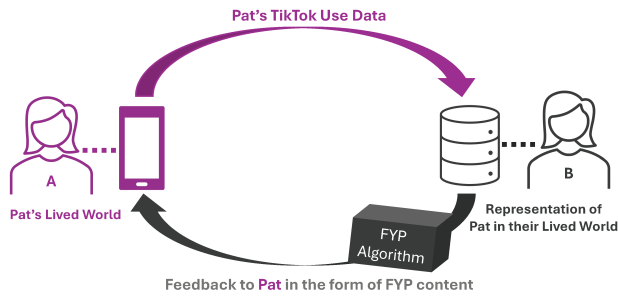 Pat's TikTok Use Data
A
B
Pat's Lived World
Representation of
Pat in their Lived World
FYP
Algorithm
Feedback to Pat in the form of FYP content